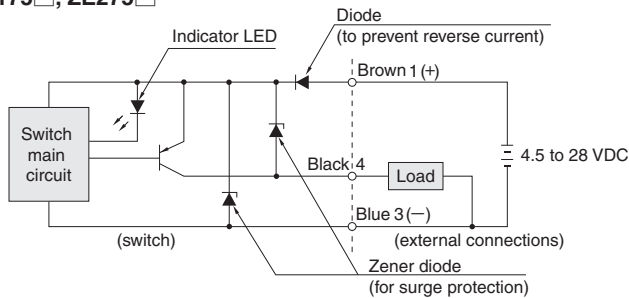 Diode
(to prevent reverse current)
Indicator LED
Brown 1 (+)
Switch
main
circuit
4.5 to 28 VDC
Black 4
Load
Blue 3 (—)
(switch)
(external connections)
Zener diode
(for surge protection)